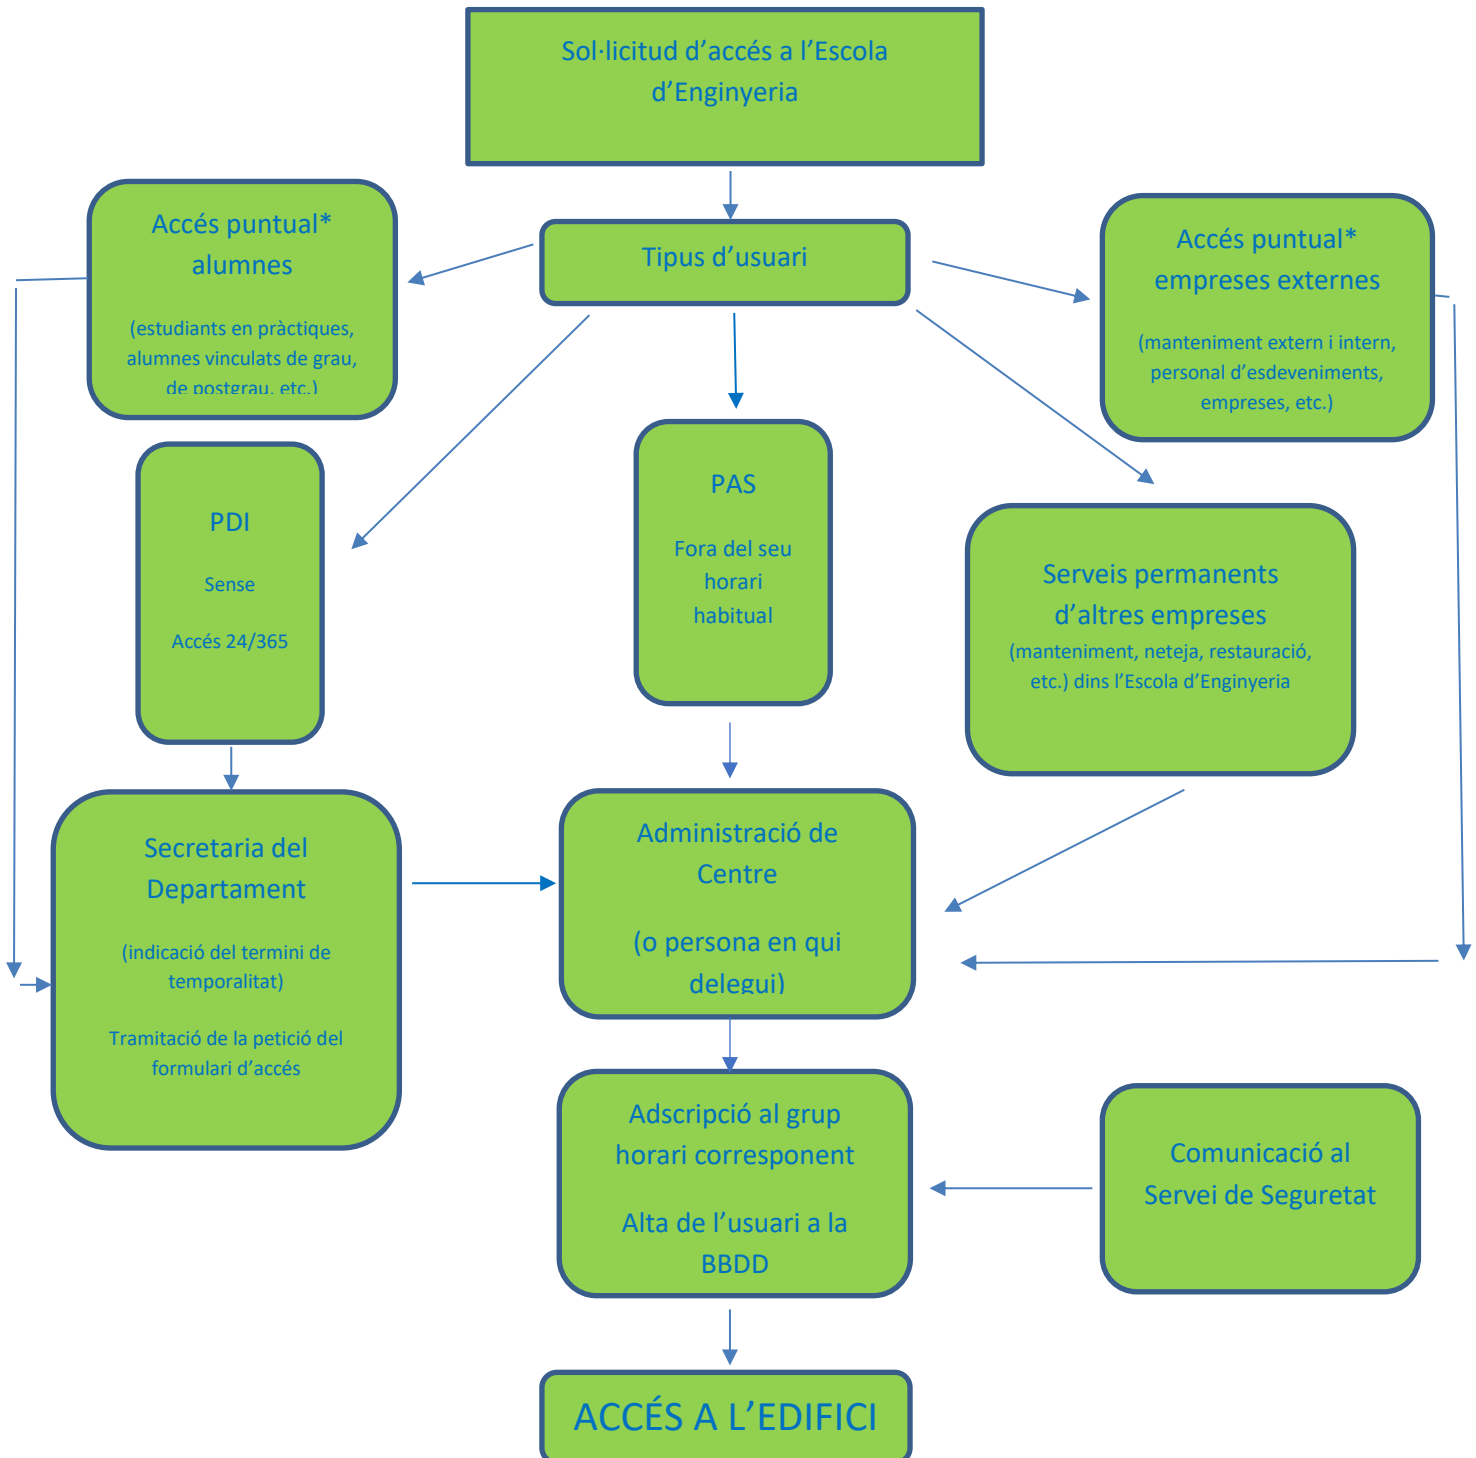 Sol·licitud d’accés a l’Escola
d’Enginyeria
Tipus d’usuari
Accés puntual*
alumnes
(estudiants en pràctiques,
alumnes vinculats de grau,
de postgrau, etc.)
Accés puntual*
empreses externes
(manteniment extern i intern,
personal d’esdeveniments,
empreses, etc.)
PDI
Sense
Accés 24/365
PAS
Fora del seu
horari
habitual
Serveis permanents
d’altres empreses
(manteniment, neteja, restauració,
etc.) dins l’Escola d’Enginyeria
Secretaria del
Departament
(indicació del termini de
temporalitat)
Tramitació de la petició del
formulari d’accés
Administració de
Centre
(o persona en qui
delegui)
Adscripció al grup
horari corresponent
Alta de l’usuari a la
BBDD
Comunicació al
Servei de Seguretat
ACCÉS A L’EDIFICI